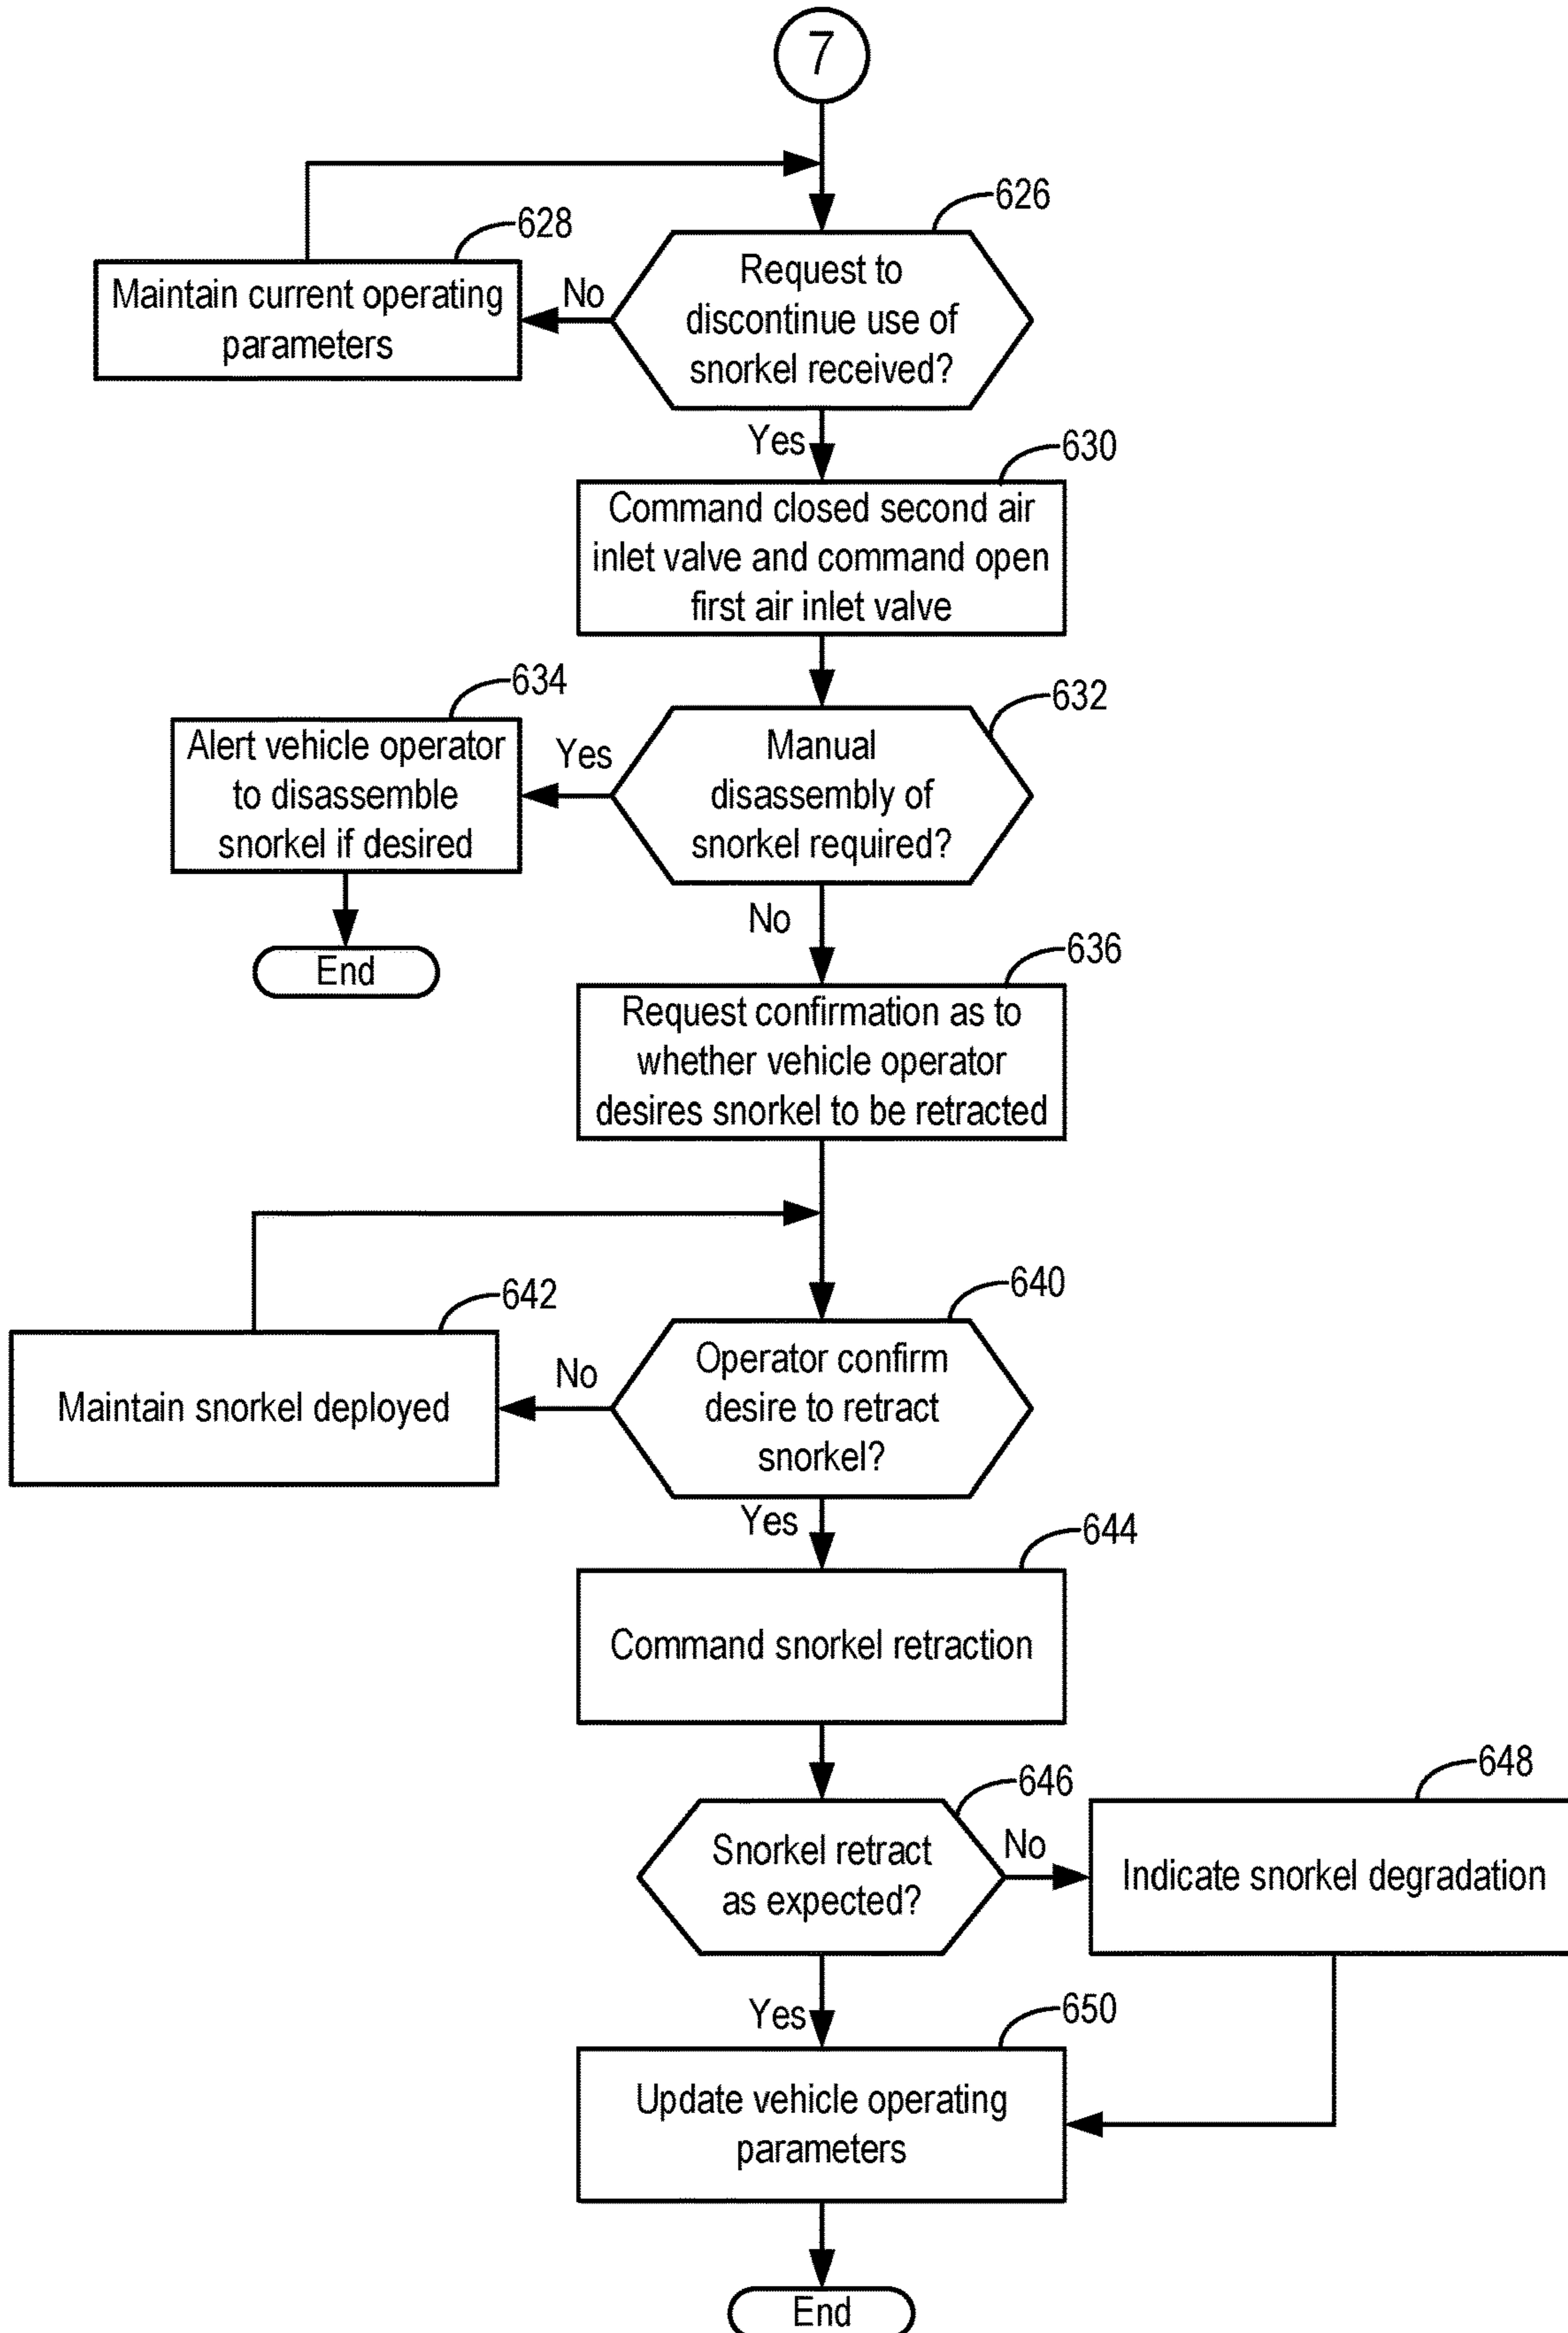 7
626
628
Request to
discontinue use of
snorkel received?
No
Maintain current operating
parameters
Yes
630
Command closed second air
inlet valve and command open
first air inlet valve
634
632
Manual
disassembly of
snorkel required?
Yes
Alert vehicle operator
to disassemble
snorkel if desired
End
No
636
Request confirmation as to
whether vehicle operator
desires snorkel to be retracted
640
642
Operator confirm
desire to retract
snorkel?
No
Maintain snorkel deployed
Yes
644
Command snorkel retraction
646
648
Snorkel retract
as expected?
No
Indicate snorkel degradation
Yes
650
Update vehicle operating
parameters
End